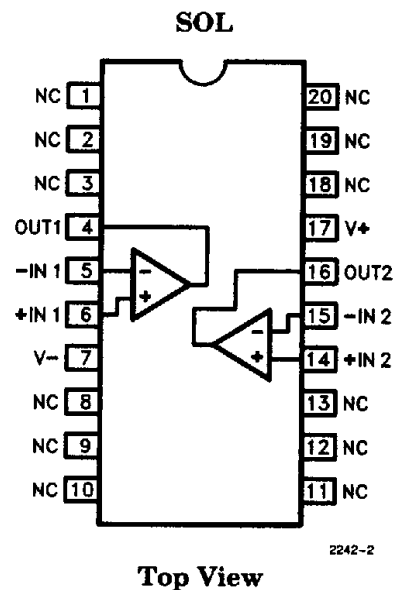 SOL
NC 1 20 NC
NC 2 19 NC
NC 3 18 NC
OUT1 4 17 V+
-IN 1 5 - 16 OUT2
+IN 1 6 + - 15 -IN 2
V- 7 + 14 +IN 2
NC 8 13 NC
NC 9 12 NC
NC 10 11 NC
2242-2
Top View